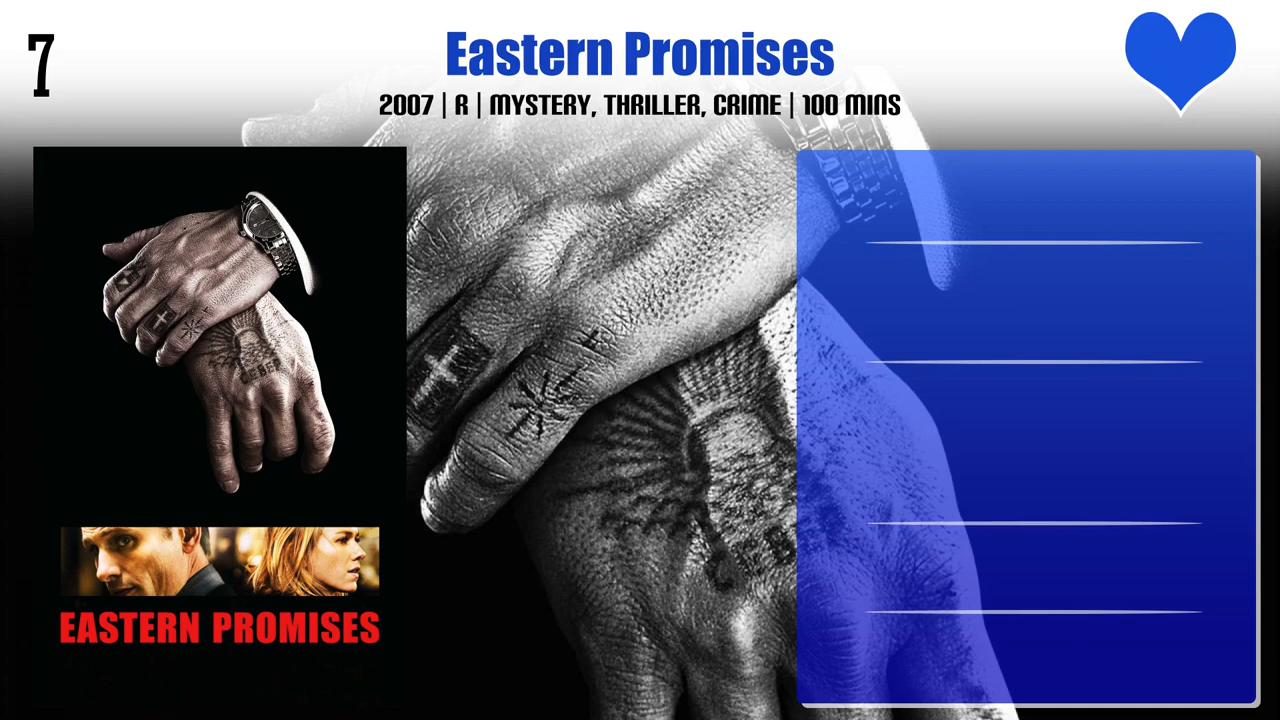 7
Eastern Promises
2007 | R | MYSTERY, THRILLER, CRIME | 100 MINS
EASTERN PROMISES